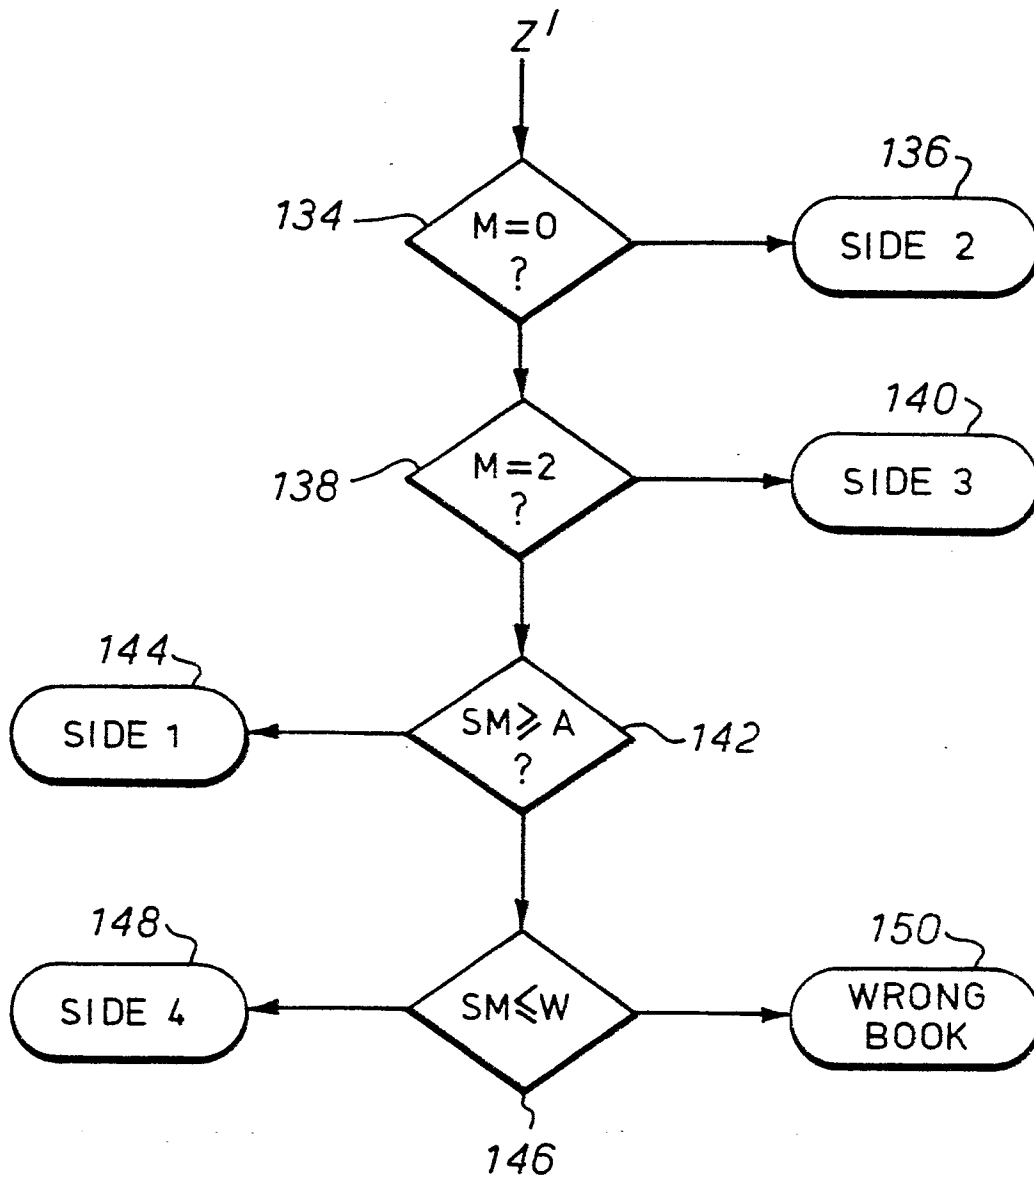 Z'
134
M=0
?
136
SIDE 2
138
M=2
?
140
SIDE 3
144
SIDE 1
SM⩾A
?
142
148
SIDE 4
SM⩽W
150
WRONG
BOOK
146